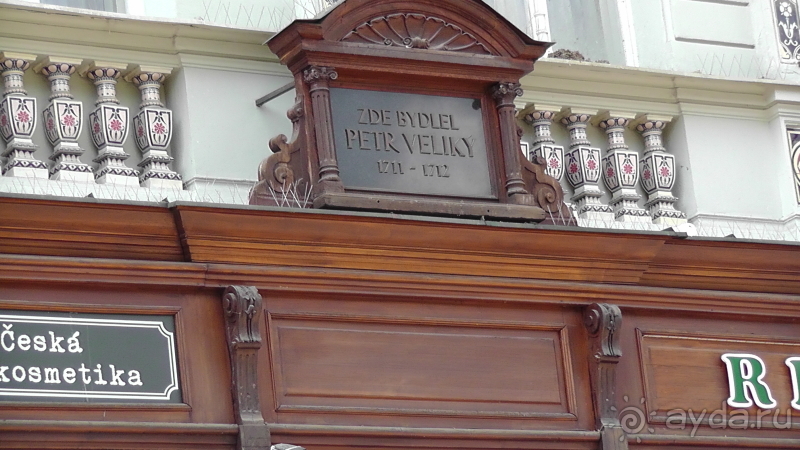 ZDE BYDLEL
PETR VELIKÝ
1711 - 1712
Česká
kosmetika
R
ayda.ru